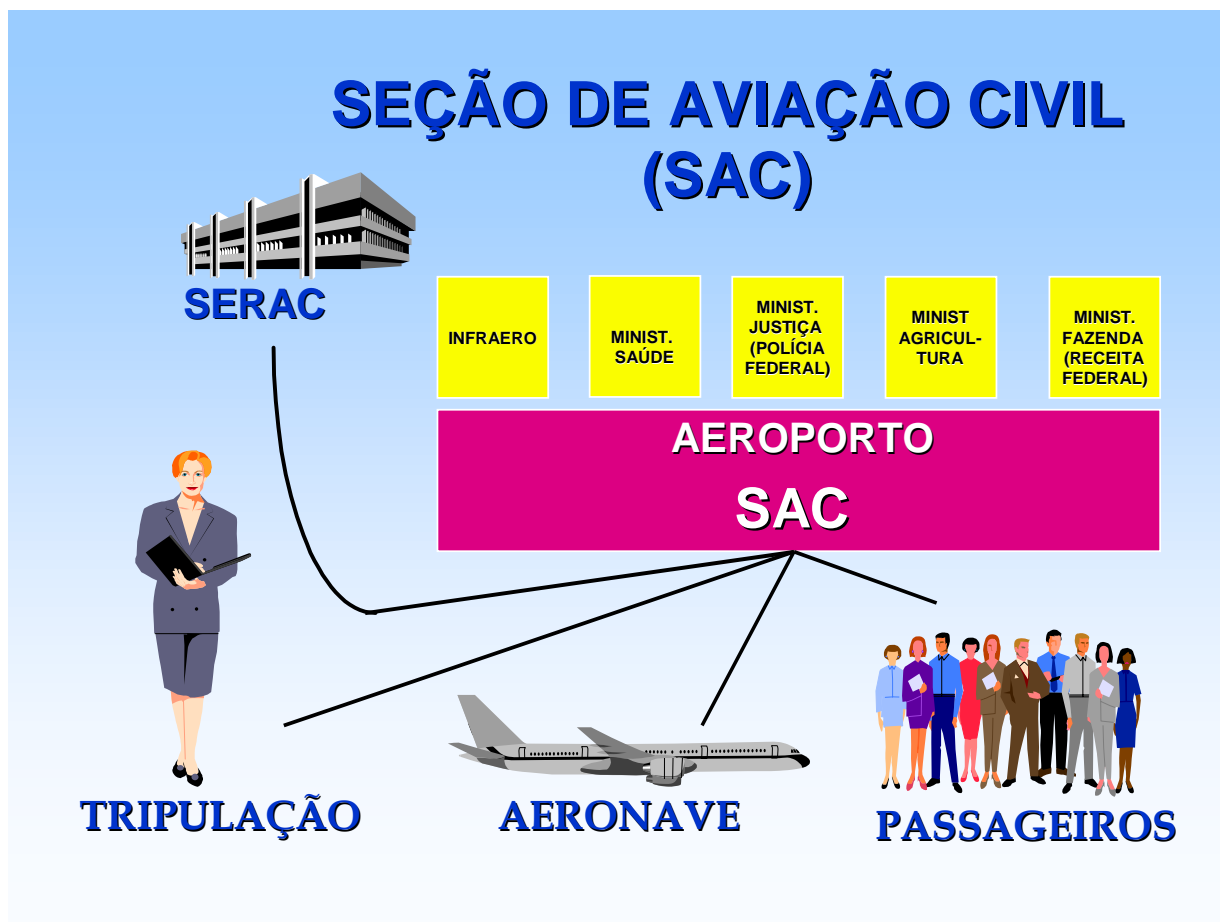 SEÇÃO DE AVIAÇÃO CIVIL
(SAC)
SERAC
INFRAERO
MINIST.
SAÚDE
MINIST.
JUSTIÇA
(POLÍCIA
FEDERAL)
MINIST
AGRICUL-
TURA
MINIST.
FAZENDA
(RECEITA
FEDERAL)
AEROPORTO
SAC
TRIPULAÇÃO
AERONAVE
PASSAGEIROS